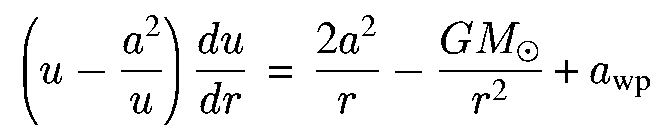 (u − a²/u) du/dr = 2a²/r − GM☉/r² + a_wp